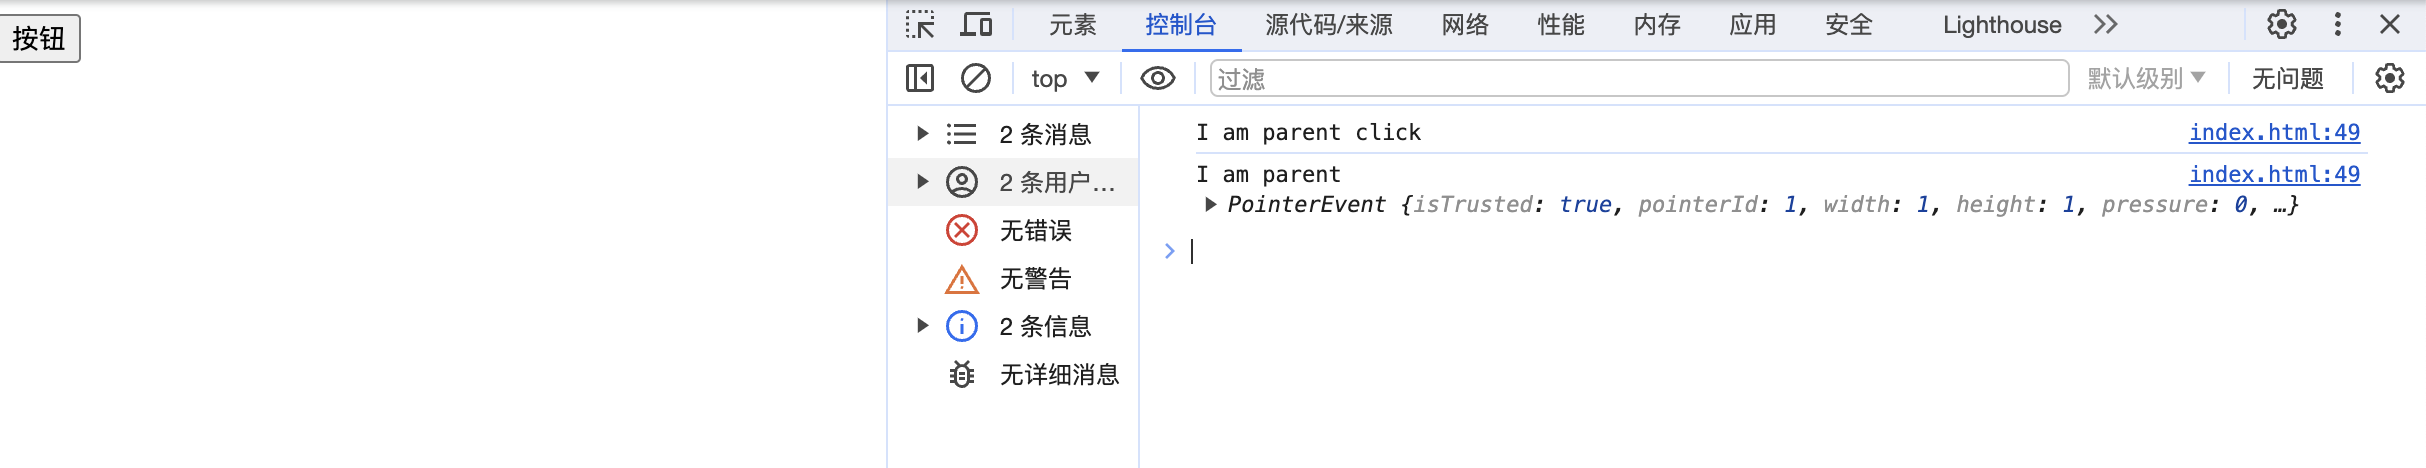 按钮
元素 控制台 源代码/来源 网络 性能 内存 应用 安全 Lighthouse
top 过滤 默认级别 无问题
2 条消息
2 条用户…
无错误
无警告
2 条信息
无详细消息
I am parent click index.html:49
I am parent index.html:49
PointerEvent {isTrusted: true, pointerId: 1, width: 1, height: 1, pressure: 0, …}